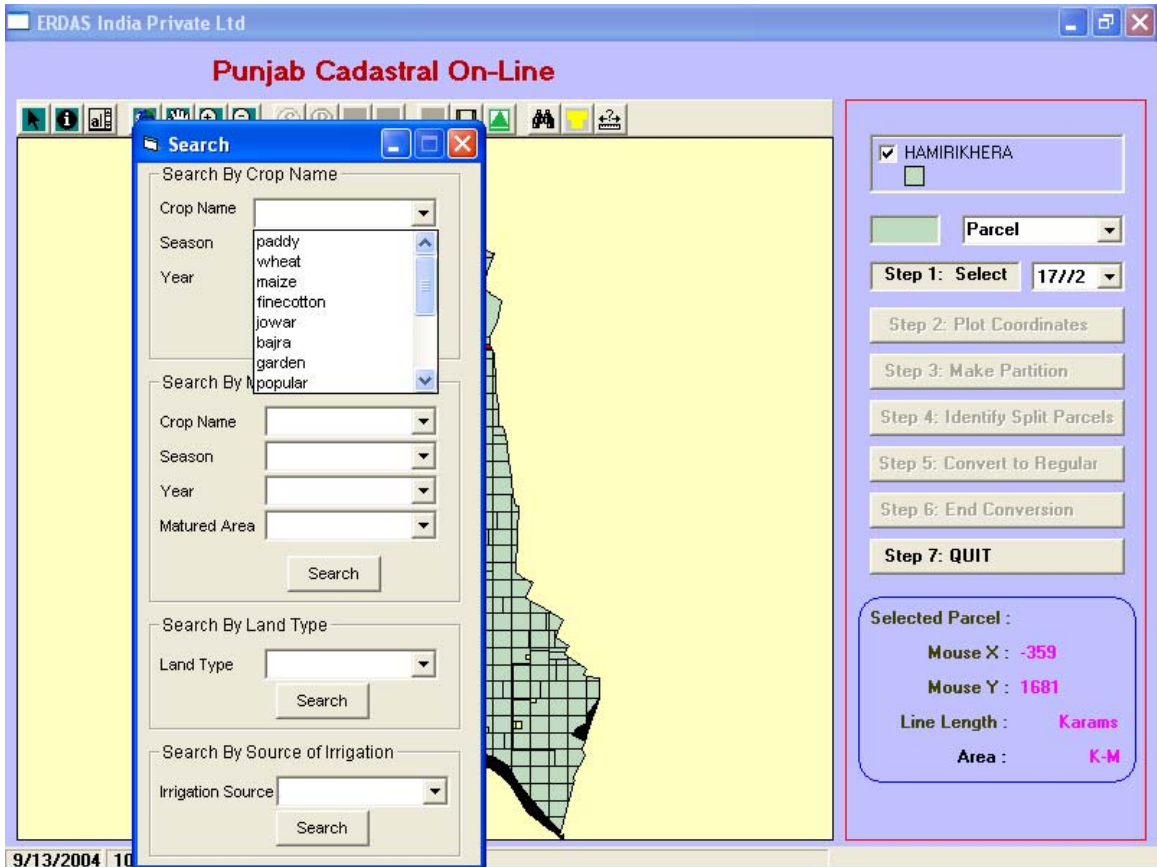 ERDAS India Private Ltd
Punjab Cadastral On-Line
Search
Search By Crop Name
Crop Name
Season
Year
paddy
wheat
maize
finecotton
jowar
bajra
garden
popular
Search By
Crop Name
Season
Year
Matured Area
Search
Search By Land Type
Land Type
Search
Search By Source of Irrigation
Irrigation Source
Search
HAMIRIKHERA
Parcel
Step 1: Select 17//2
Step 2: Plot Coordinates
Step 3: Make Partition
Step 4: Identify Split Parcels
Step 5: Convert to Regular
Step 6: End Conversion
Step 7: QUIT
Selected Parcel :
Mouse X : -359
Mouse Y : 1681
Line Length : Karams
Area : K-M
9/13/2004 10